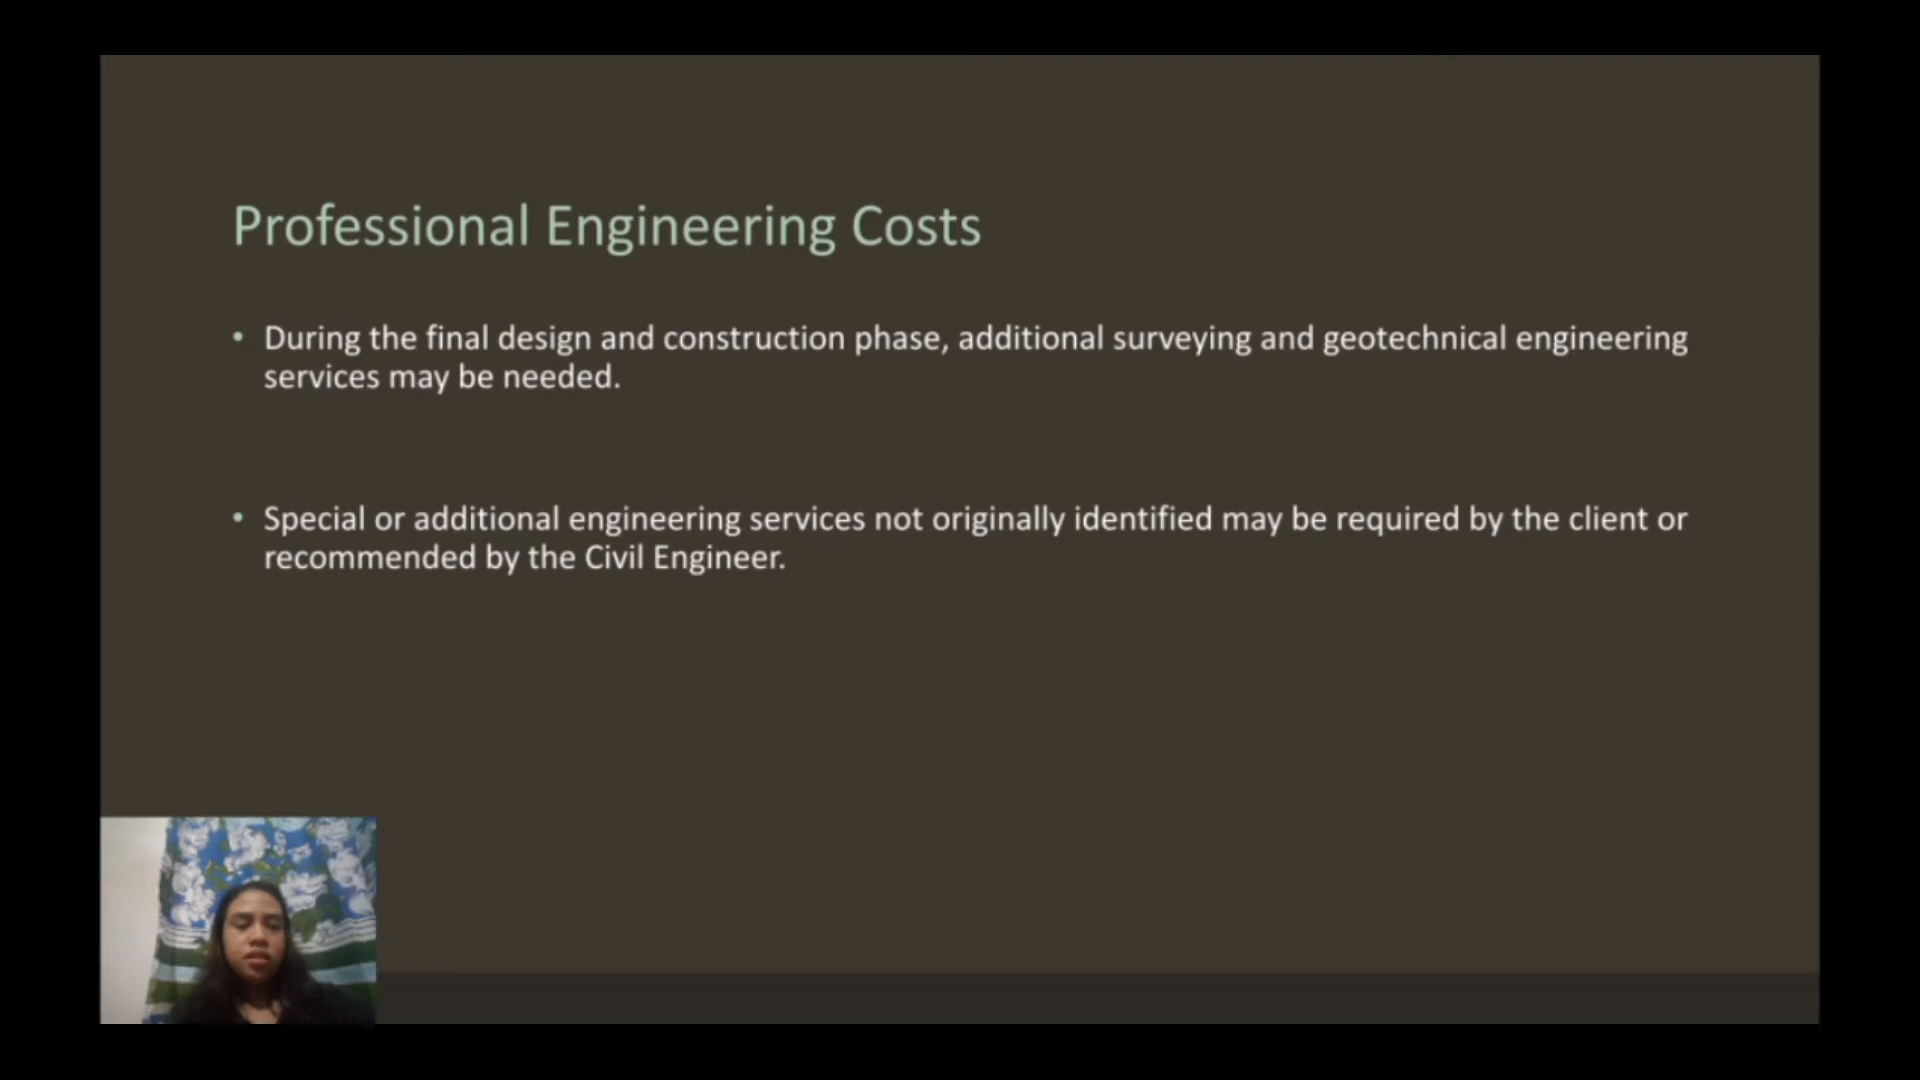 Professional Engineering Costs
• During the final design and construction phase, additional surveying and geotechnical engineering
services may be needed.
• Special or additional engineering services not originally identified may be required by the client or
recommended by the Civil Engineer.